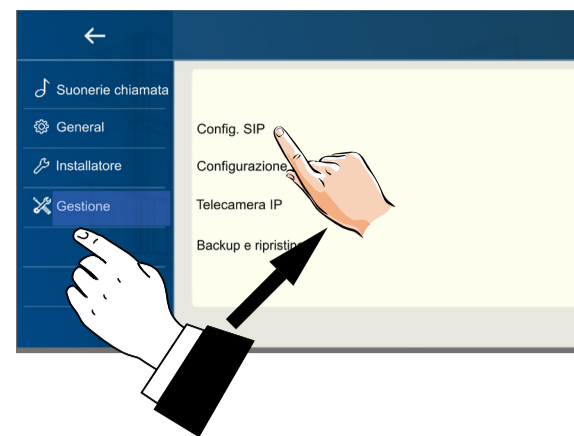 Suonerie chiamata
General
Installatore
Gestione
Config. SIP
Configurazione
Telecamera IP
Backup e ripristin